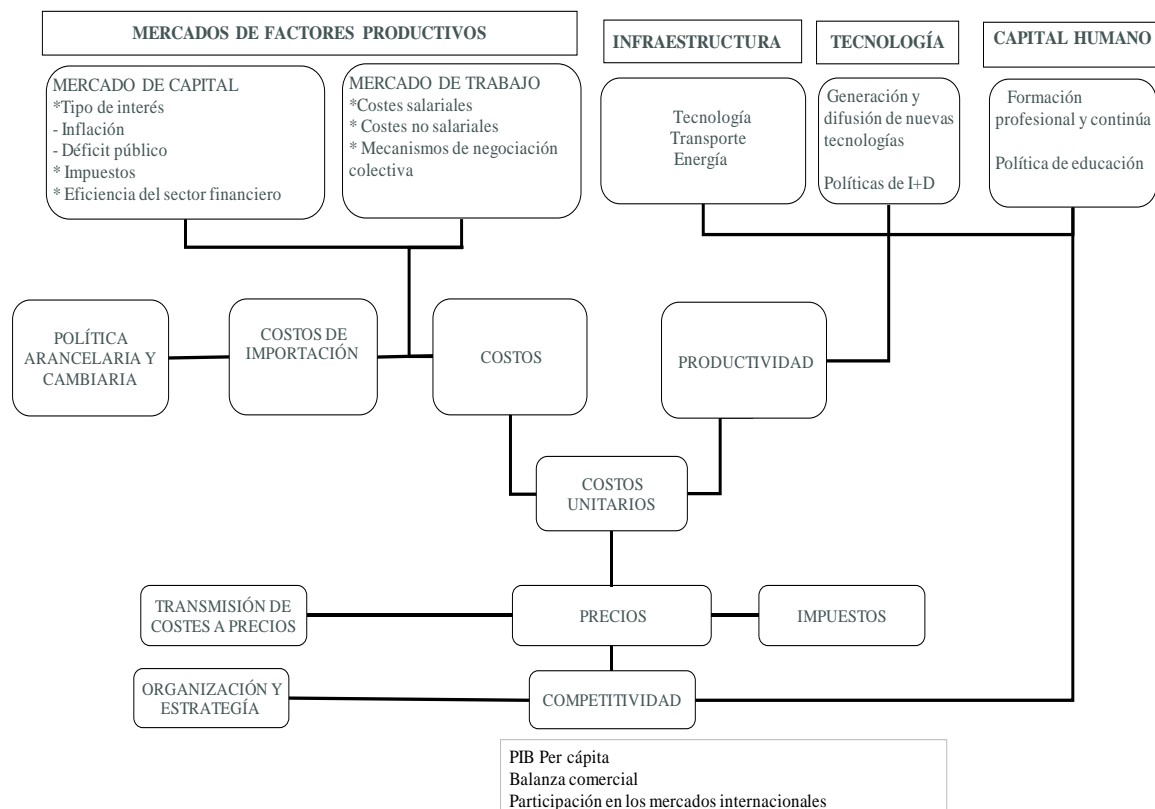 MERCADOS DE FACTORES PRODUCTIVOS
INFRAESTRUCTURA
TECNOLOGÍA
CAPITAL HUMANO
MERCADO DE CAPITAL
*Tipo de interés
- Inflación
- Déficit público
* Impuestos
* Eficiencia del sector financiero
MERCADO DE TRABAJO
*Costes salariales
* Costes no salariales
* Mecanismos de negociación
colectiva
Tecnología
Transporte
Energía
Generación y
difusión de nuevas
tecnologías
Políticas de I+D
Formación
profesional y continúa
Política de educación
POLÍTICA
ARANCELARIA Y
CAMBIARIA
COSTOS DE
IMPORTACIÓN
COSTOS
PRODUCTIVIDAD
COSTOS
UNITARIOS
TRANSMISIÓN DE
COSTES A PRECIOS
PRECIOS
IMPUESTOS
ORGANIZACIÓN Y
ESTRATEGÍA
COMPETITIVIDAD
PIB Per cápita
Balanza comercial
Participación en los mercados internacionales